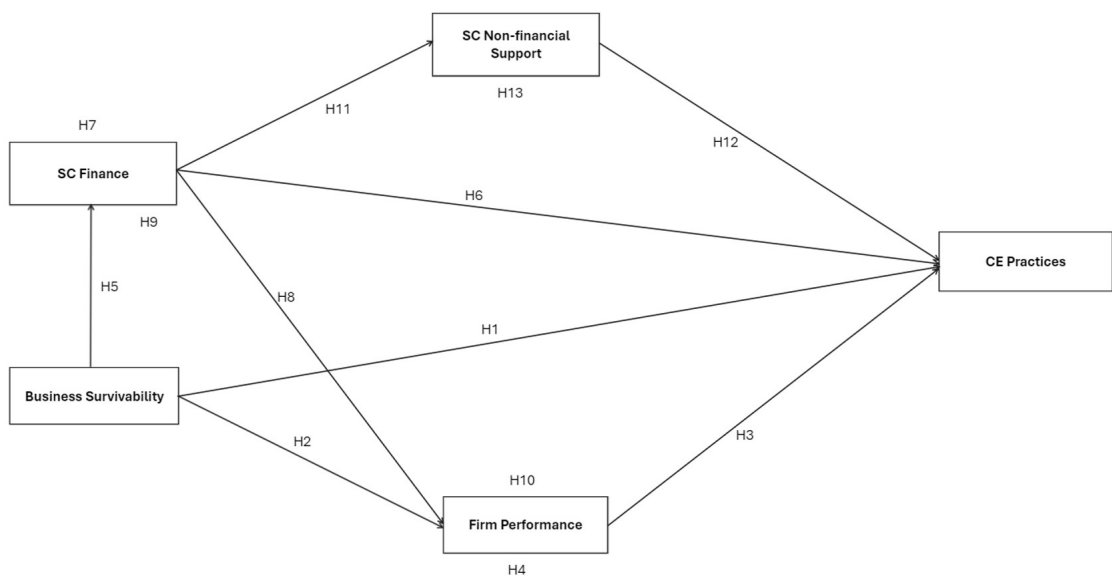 SC Non-financial
Support
H13
H11
H12
H7
SC Finance
H9
H6
CE Practices
H5
H8
H1
Business Survivability
H2
H3
H10
Firm Performance
H4